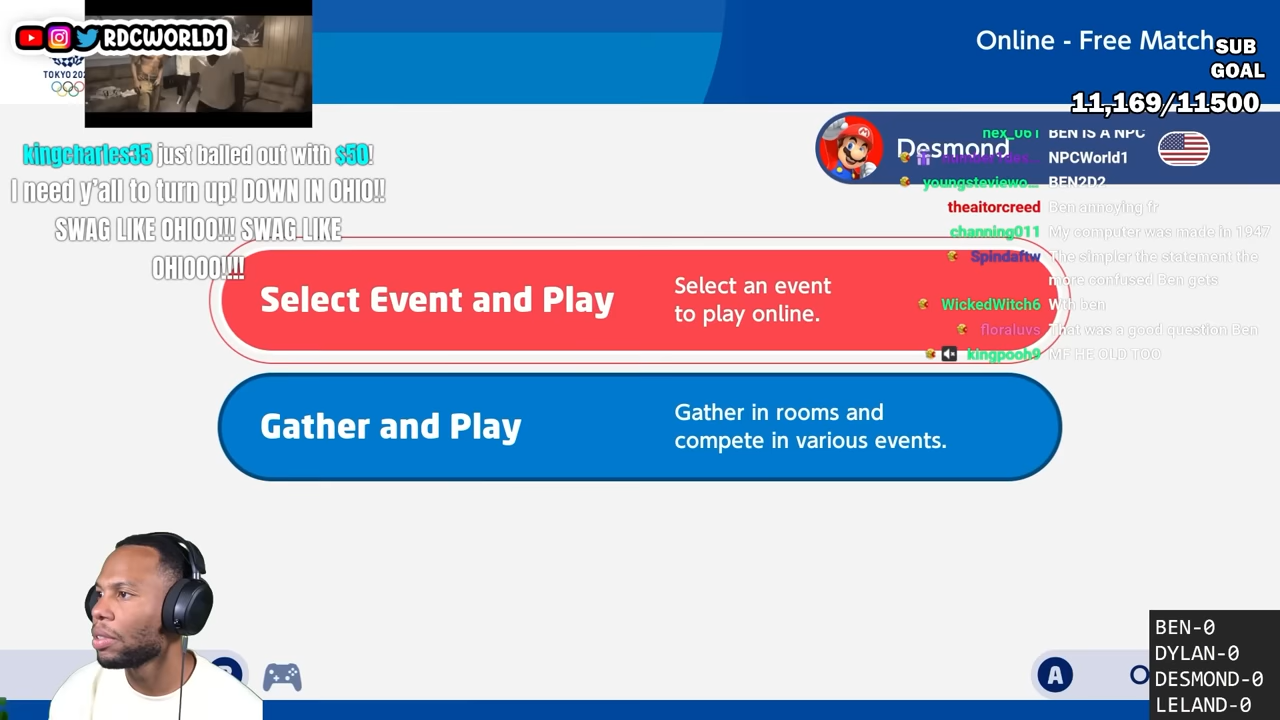 RDCWORLD1
TOKYO 202
Online - Free Match
SUB
GOAL
11,169/11500
kingcharles35 just balled out with $50!
I need y'all to turn up! DOWN IN OHIO!!
SWAG LIKE OHIOO!!! SWAG LIKE
OHIOOO!!!!
Desmond
nex_061 BEN IS A NPC
NPCWorld1
youngsteviewo... BEN2D2
theaitorcreed Ben annoying fr
channing011 My computer was made in 1947
Spindaftw The simpler the statement the
more confused Ben gets
WickedWitch6 Wth ben
floraluvs That was a good question Ben
kingpooh9 MF HE OLD TOO
Select Event and Play
Select an event
to play online.
Gather and Play
Gather in rooms and
compete in various events.
A
BEN-0
DYLAN-0
DESMOND-0
LELAND-0